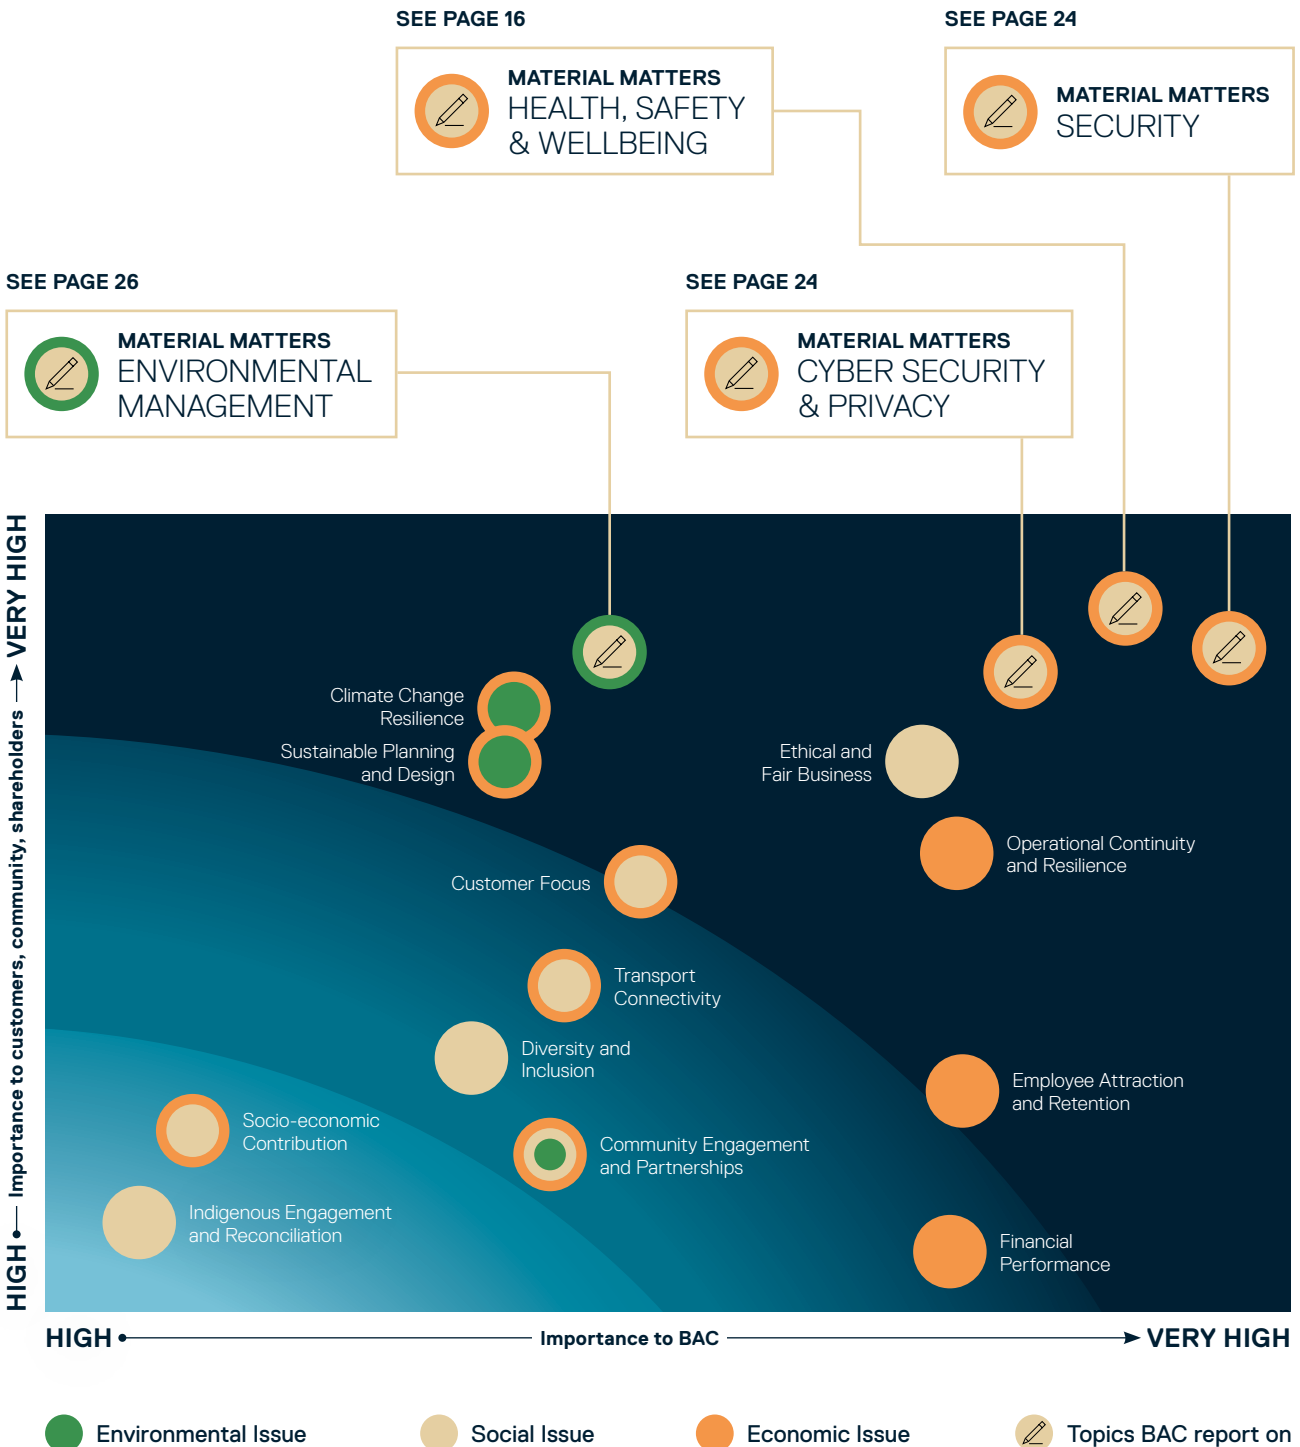 SEE PAGE 16
MATERIAL MATTERS
HEALTH, SAFETY
& WELLBEING
SEE PAGE 24
MATERIAL MATTERS
SECURITY
SEE PAGE 26
MATERIAL MATTERS
ENVIRONMENTAL
MANAGEMENT
SEE PAGE 24
MATERIAL MATTERS
CYBER SECURITY
& PRIVACY
VERY HIGH
Importance to customers, community, shareholders
HIGH
Climate Change
Resilience
Sustainable Planning
and Design
Ethical and
Fair Business
Operational Continuity
and Resilience
Customer Focus
Transport
Connectivity
Diversity and
Inclusion
Employee Attraction
and Retention
Socio-economic
Contribution
Community Engagement
and Partnerships
Indigenous Engagement
and Reconciliation
Financial
Performance
HIGH
Importance to BAC
VERY HIGH
Environmental Issue
Social Issue
Economic Issue
Topics BAC report on